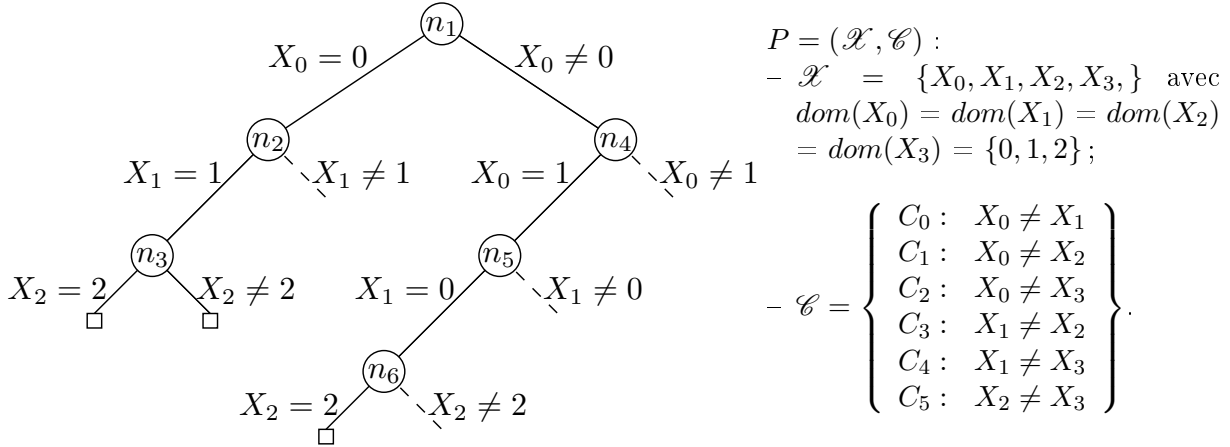 n₁
X₀ = 0 X₀ ≠ 0
n₂ n₄
X₁ = 1 X₁ ≠ 1 X₀ = 1 X₀ ≠ 1
n₃ n₅
X₂ = 2 X₂ ≠ 2 X₁ = 0 X₁ ≠ 0
n₆
X₂ = 2 X₂ ≠ 2
P = (𝒳, 𝒞) :
– 𝒳 = {X₀, X₁, X₂, X₃, } avec
dom(X₀) = dom(X₁) = dom(X₂)
= dom(X₃) = {0, 1, 2} ;
– 𝒞 = {
C₀ : X₀ ≠ X₁
C₁ : X₀ ≠ X₂
C₂ : X₀ ≠ X₃
C₃ : X₁ ≠ X₂
C₄ : X₁ ≠ X₃
C₅ : X₂ ≠ X₃
}.